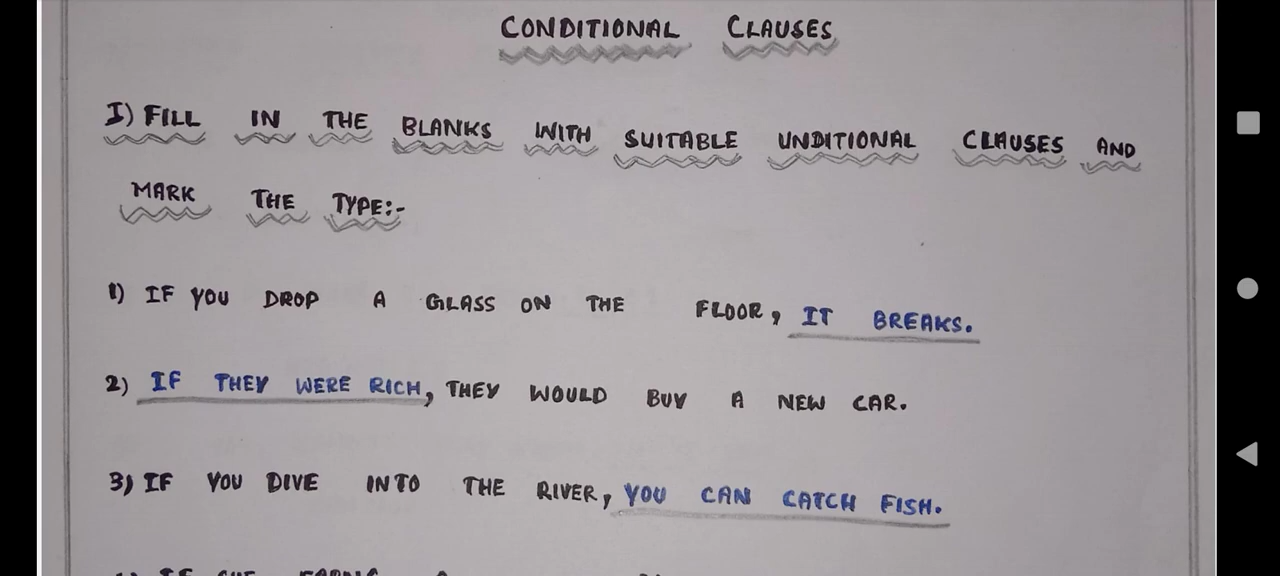 CONDITIONAL CLAUSES
I) FILL IN THE BLANKS WITH SUITABLE UNDITIONAL CLAUSES AND
MARK THE TYPE:-
1) IF YOU DROP A GLASS ON THE FLOOR, IT BREAKS.
2) IF THEY WERE RICH, THEY WOULD BUY A NEW CAR.
3) IF YOU DIVE INTO THE RIVER, YOU CAN CATCH FISH.